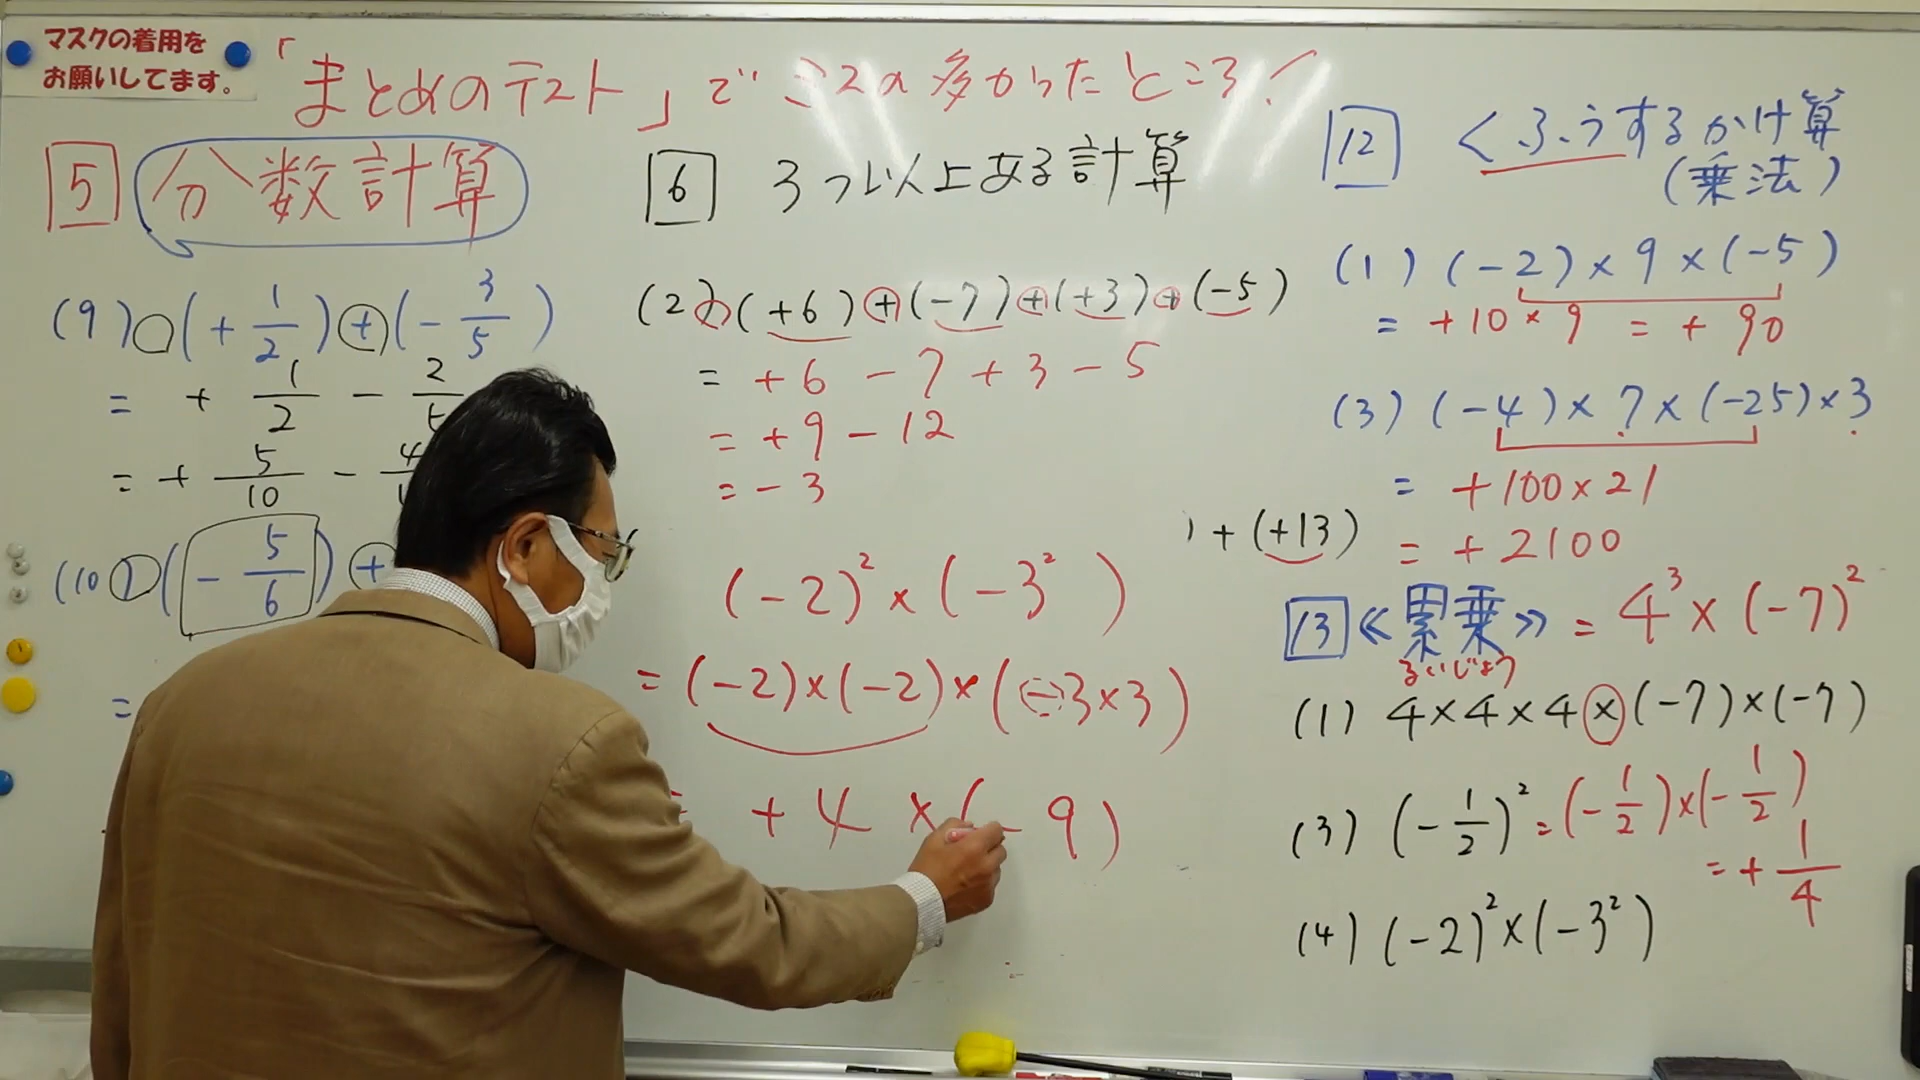 マスクの着用を
お願いしてます。
「まとめのテスト」でミスの多かったところ！
5 分数計算
(9) (+1/2)+(-3/5)
= +1/2 - 2/5
= +5/10 - 4
(10) (-5/6)+
=
6 3つ以上ある計算
(2) (+6)+(-7)+(+3)+(-5)
= +6-7+3-5
= +9-12
= -3
)+(+13)
(-2)²×(-3²)
= (-2)×(-2)×(-3×3)
= +4×(-9)
12 くふうするかけ算
(乗法)
(1) (-2)×9×(-5)
= +10×9 = +90
(3) (-4)×7×(-25)×3
= +100×21
= +2100
13 《累乗》 = 4³×(-7)²
るいじょう
(1) 4×4×4×(-7)×(-7)
(3) (-1/2)² = (-1/2)×(-1/2)
= +1/4
(4) (-2)²×(-3²)